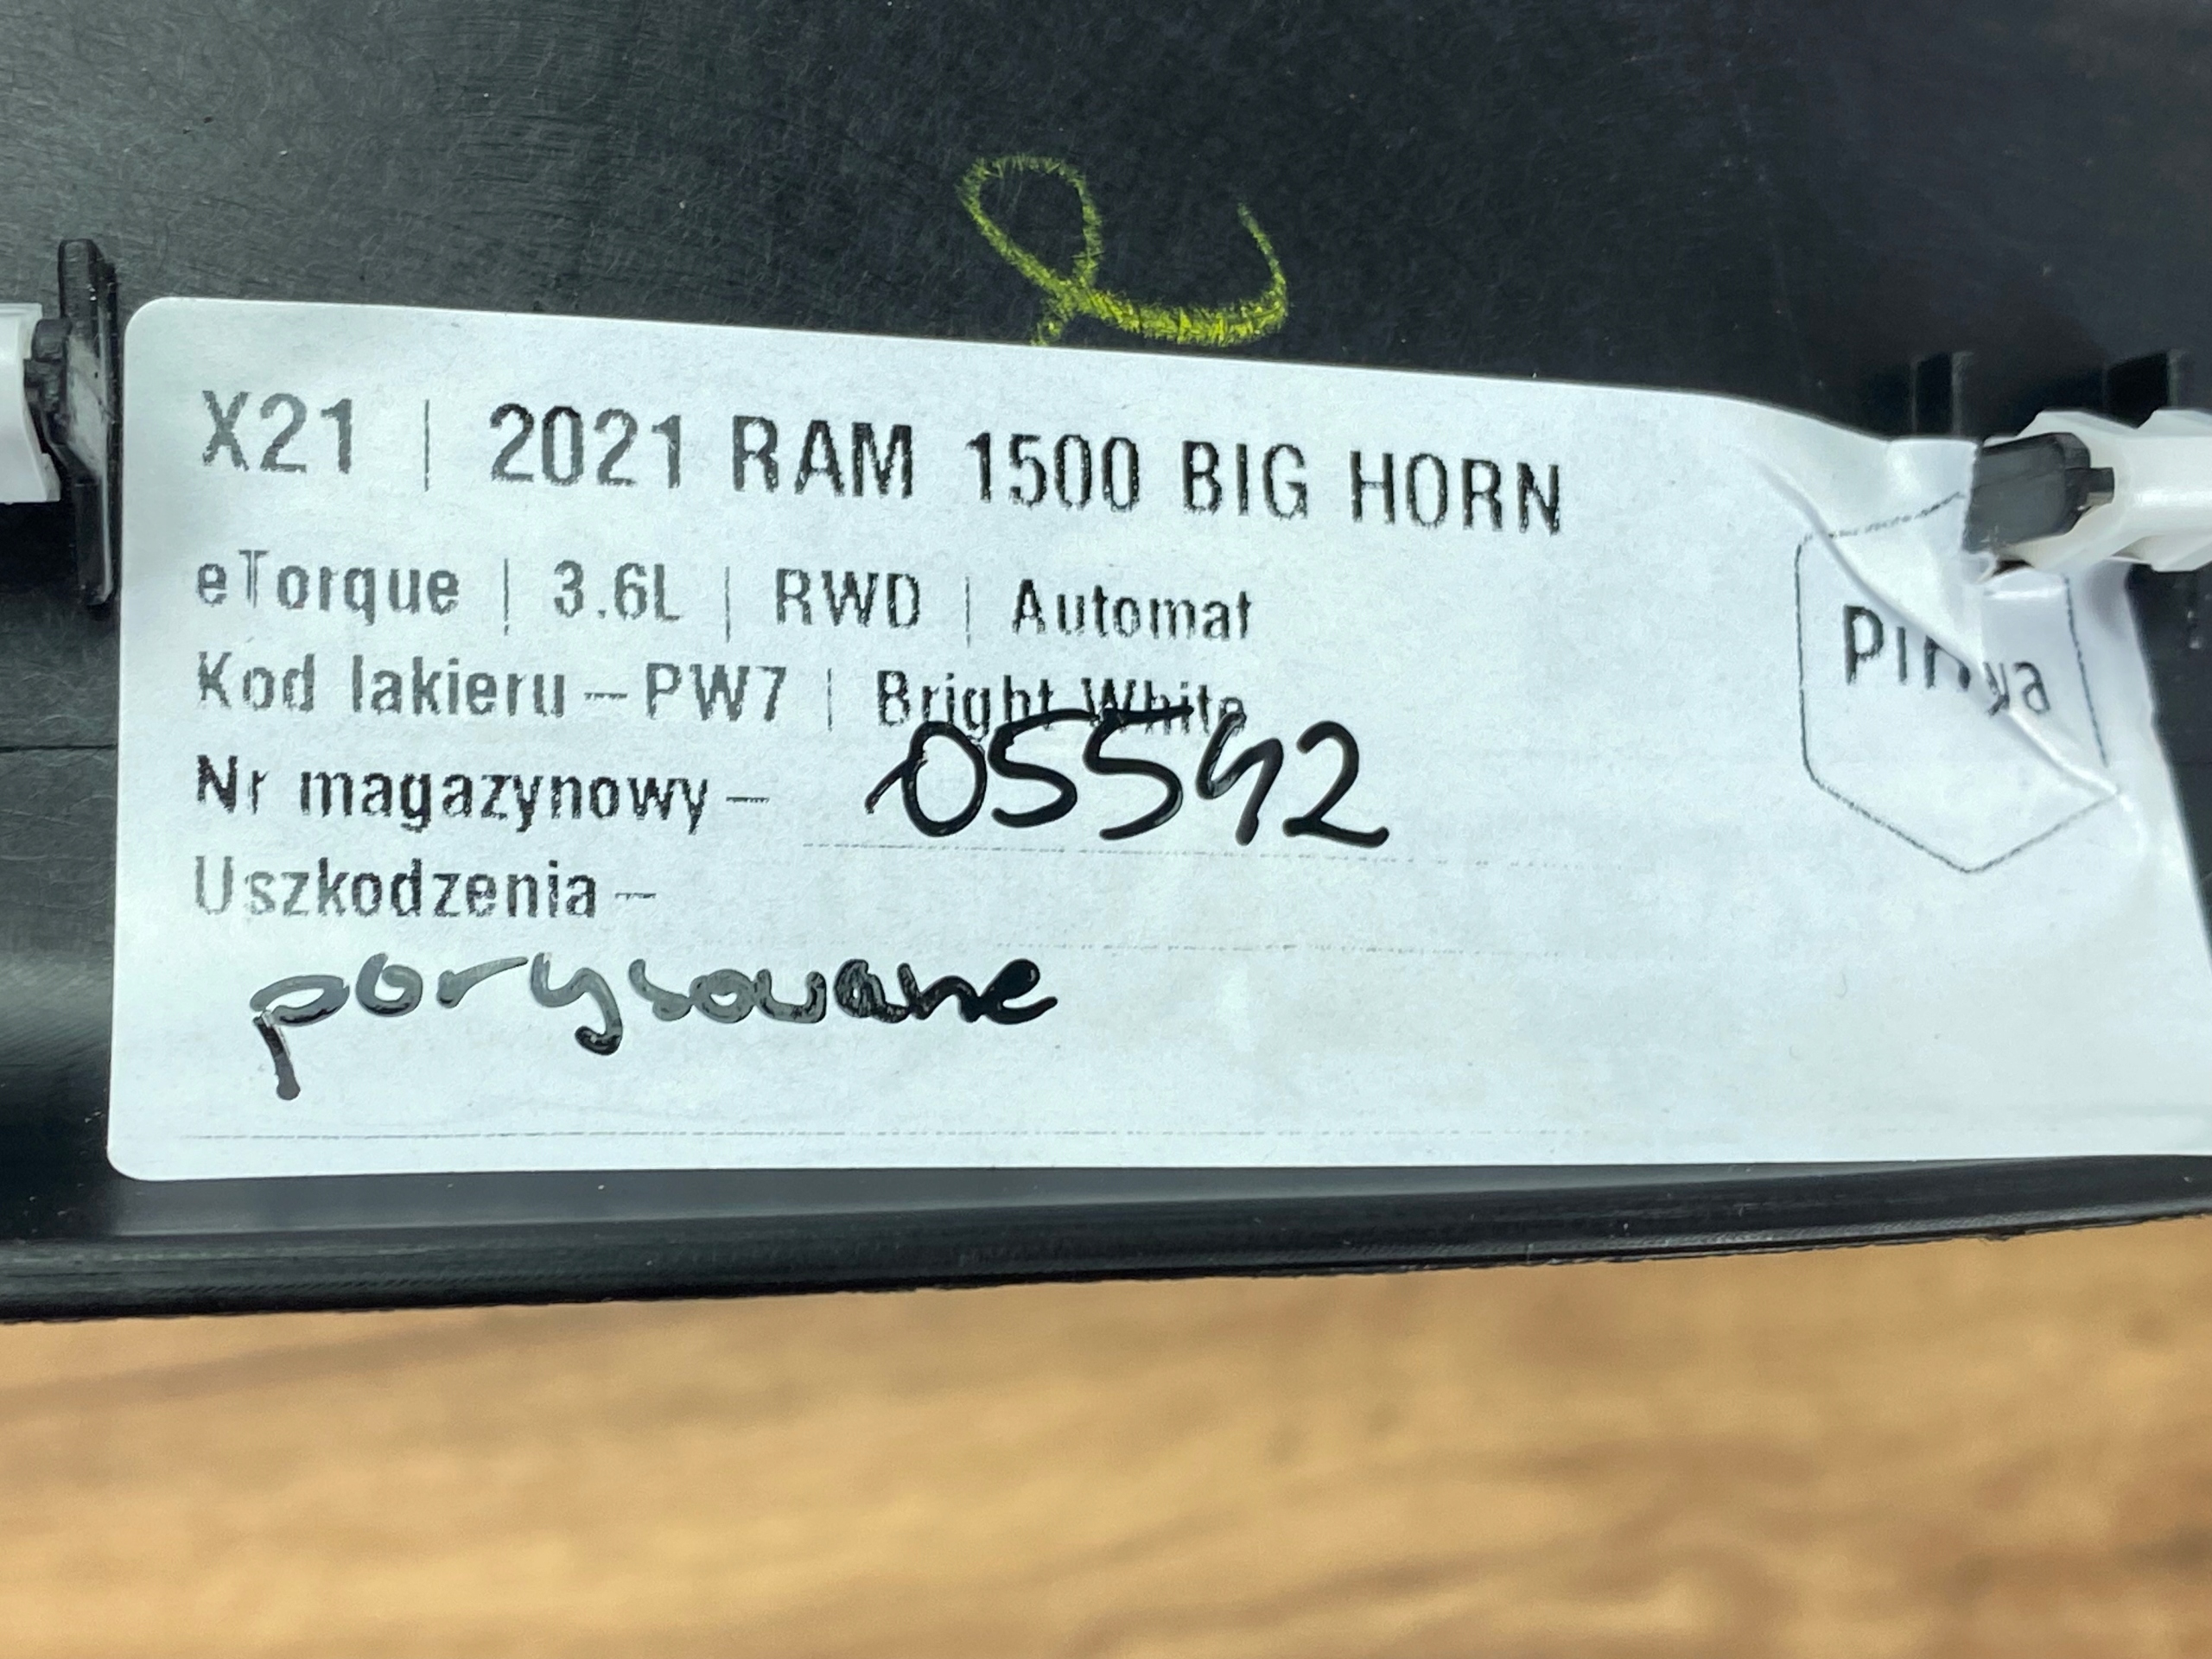 X21 | 2021 RAM 1500 BIG HORN
eTorque | 3.6L | RWD | Automat
Kod lakieru – PW7 | Bright White
Nr magazynowy – 05542
Uszkodzenia –
porysowane